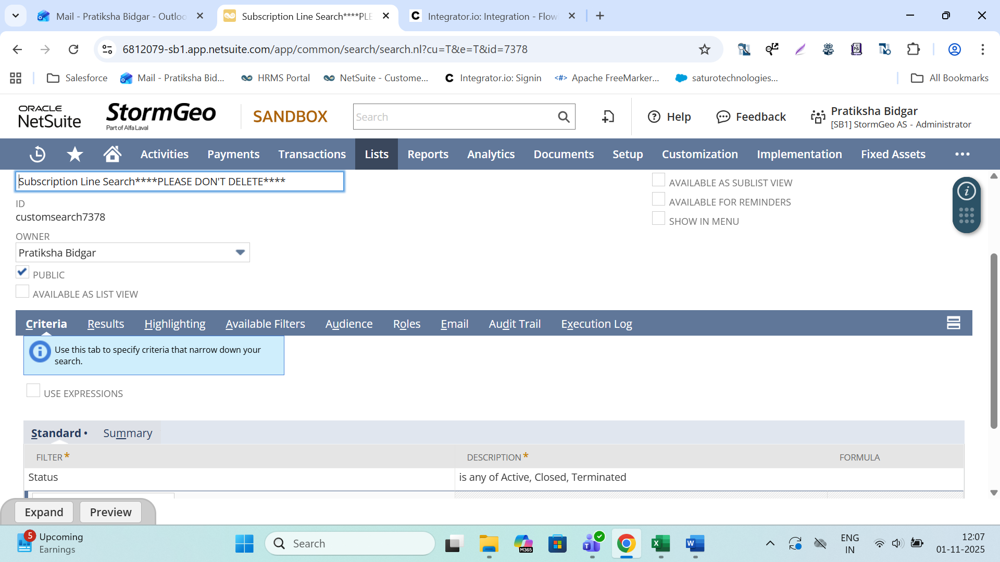 Mail - Pratiksha Bidgar - Outloo
Subscription Line Search****PLE
Integrator.io: Integration - Flow
6812079-sb1.app.netsuite.com/app/common/search/search.nl?cu=T&e=T&id=7378
Salesforce
Mail - Pratiksha Bid...
HRMS Portal
NetSuite - Custome...
Integrator.io: Signin
Apache FreeMarker...
saturotechnologies...
All Bookmarks
ORACLE
NetSuite
StormGeo
Part of Alfa Laval
SANDBOX
Search
Help
Feedback
Pratiksha Bidgar
[SB1] StormGeo AS - Administrator
Activities
Payments
Transactions
Lists
Reports
Analytics
Documents
Setup
Customization
Implementation
Fixed Assets
Subscription Line Search****PLEASE DON'T DELETE****
AVAILABLE AS SUBLIST VIEW
AVAILABLE FOR REMINDERS
SHOW IN MENU
ID
customsearch7378
OWNER
Pratiksha Bidgar
PUBLIC
AVAILABLE AS LIST VIEW
Criteria
Results
Highlighting
Available Filters
Audience
Roles
Email
Audit Trail
Execution Log
Use this tab to specify criteria that narrow down your
search.
USE EXPRESSIONS
Standard •
Summary
FILTER *
DESCRIPTION *
FORMULA
Status
is any of Active, Closed, Terminated
Expand
Preview
5
Upcoming
Earnings
Search
M365
ENG
IN
12:07
01-11-2025